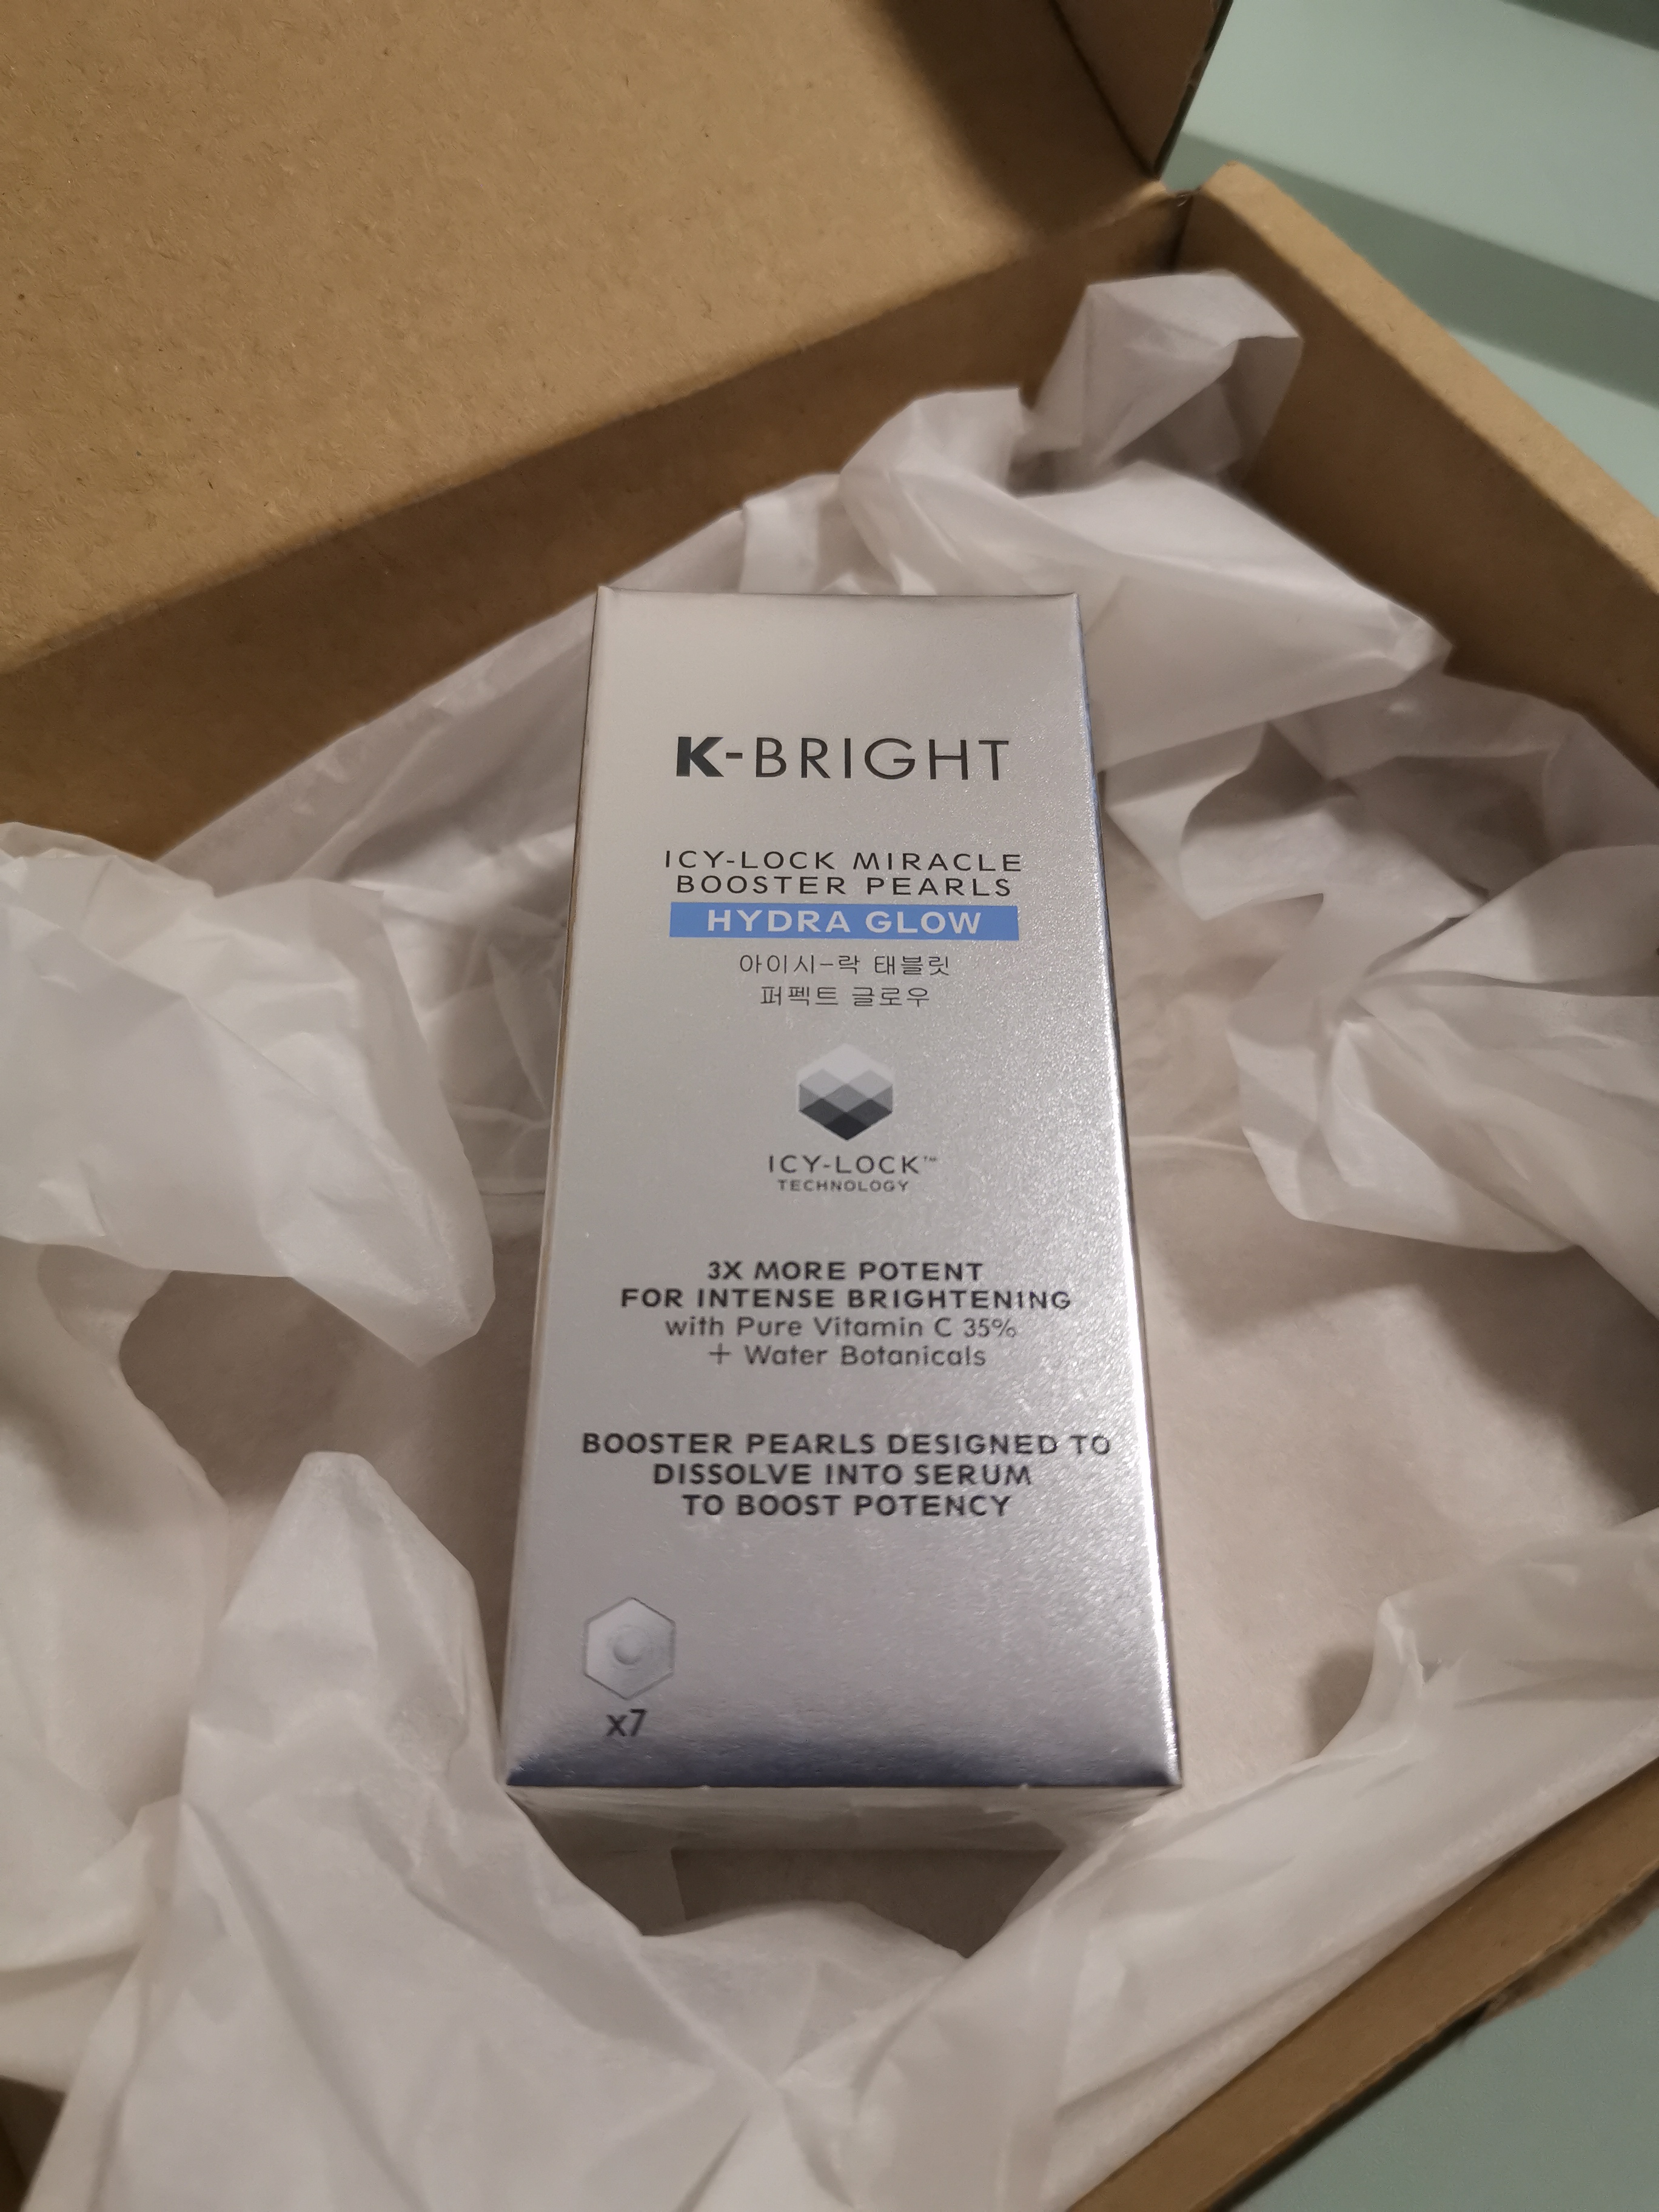 K-BRIGHT
ICY-LOCK MIRACLE
BOOSTER PEARLS
HYDRA GLOW
아이시-락 태블릿
퍼펙트 글로우
ICY-LOCK™
TECHNOLOGY
3X MORE POTENT
FOR INTENSE BRIGHTENING
with Pure Vitamin C 35%
+ Water Botanicals
BOOSTER PEARLS DESIGNED TO
DISSOLVE INTO SERUM
TO BOOST POTENCY
x7